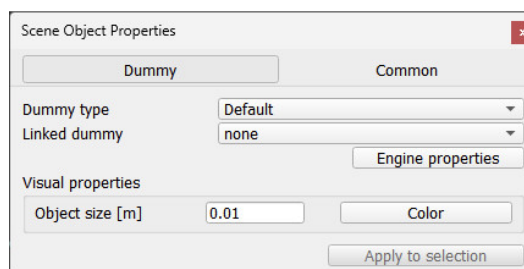 Scene Object Properties
Dummy Common
Dummy type Default
Linked dummy none
Engine properties
Visual properties
Object size [m] 0.01 Color
Apply to selection